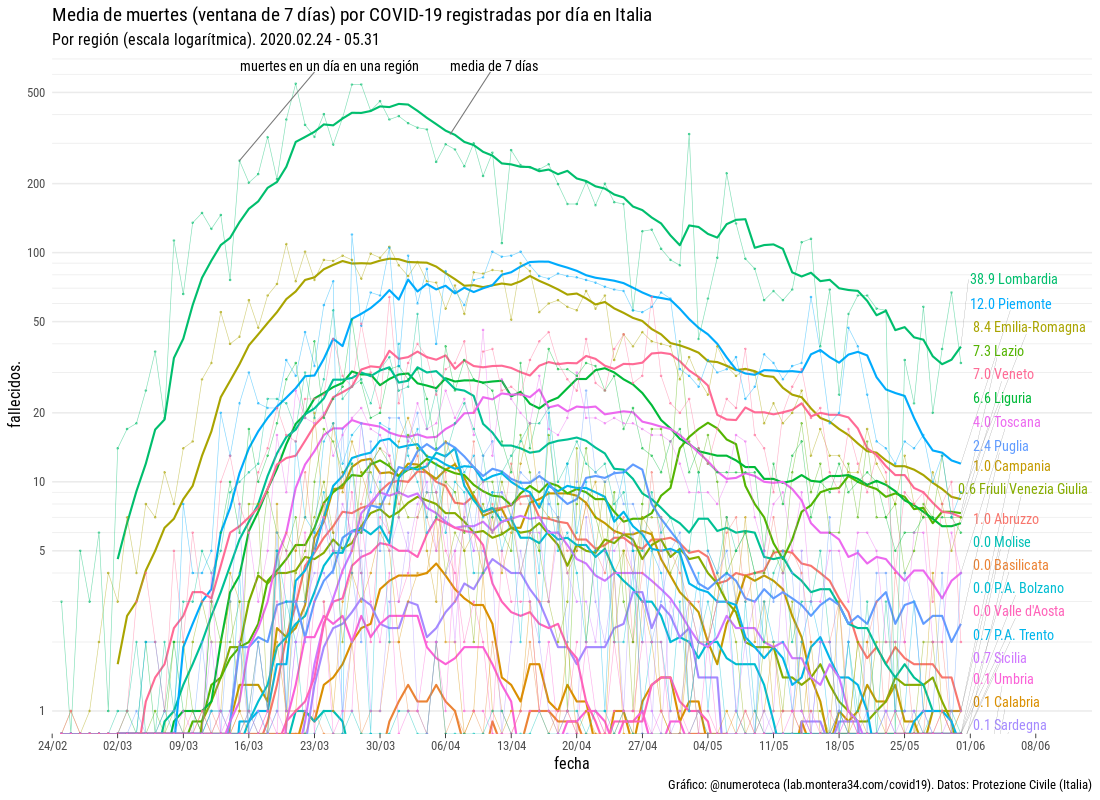 Media de muertes (ventana de 7 días) por COVID-19 registradas por día en Italia
Por región (escala logarítmica). 2020.02.24 - 05.31
muertes en un día en una región
media de 7 días
500
200
100
50
20
10
5
1
fallecidos.
38.9 Lombardia
12.0 Piemonte
8.4 Emilia-Romagna
7.3 Lazio
7.0 Veneto
6.6 Liguria
4.0 Toscana
2.4 Puglia
1.0 Campania
0.6 Friuli Venezia Giulia
1.0 Abruzzo
0.0 Molise
0.0 Basilicata
0.0 P.A. Bolzano
0.0 Valle d'Aosta
0.7 P.A. Trento
0.7 Sicilia
0.1 Umbria
0.1 Calabria
0.1 Sardegna
24/02
02/03
09/03
16/03
23/03
30/03
06/04
13/04
20/04
27/04
04/05
11/05
18/05
25/05
01/06
08/06
fecha
Gráfico: @numeroteca (lab.montera34.com/covid19). Datos: Protezione Civile (Italia)